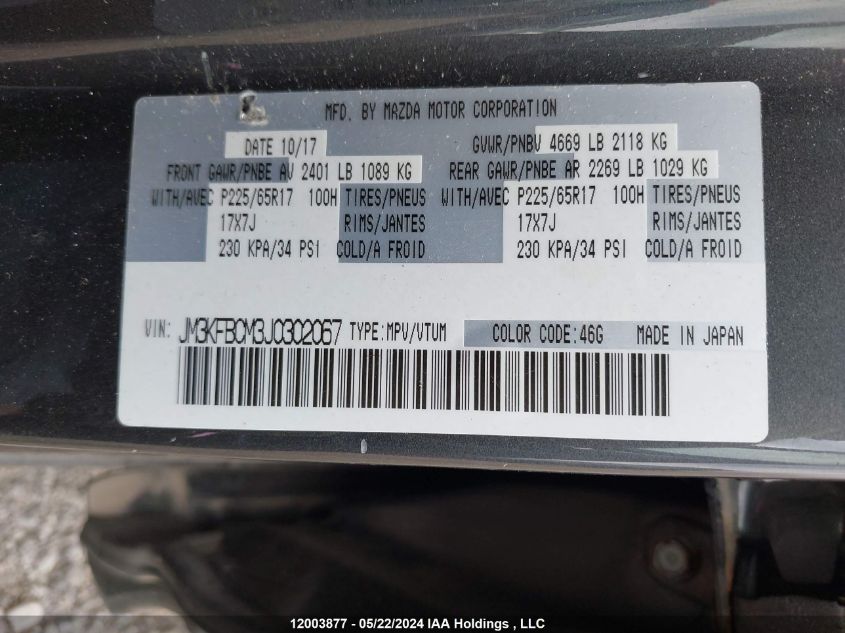 MFD. BY MAZDA MOTOR CORPORATION
DATE 10/17 GVWR/PNBV 4669 LB 2118 KG
FRONT GAWR/PNBE AV 2401 LB 1089 KG REAR GAWR/PNBE AR 2269 LB 1029 KG
WITH/AVEC P225/65R17 100H TIRES/PNEUS WITH/AVEC P225/65R17 100H TIRES/PNEUS
17X7J RIMS/JANTES 17X7J RIMS/JANTES
230 KPA/34 PSI COLD/A FROID 230 KPA/34 PSI COLD/A FROID
VIN: JM3KFBCM3J0302067 TYPE:MPV/VTUM COLOR CODE:46G MADE IN JAPAN
12003877 - 05/22/2024 IAA Holdings , LLC